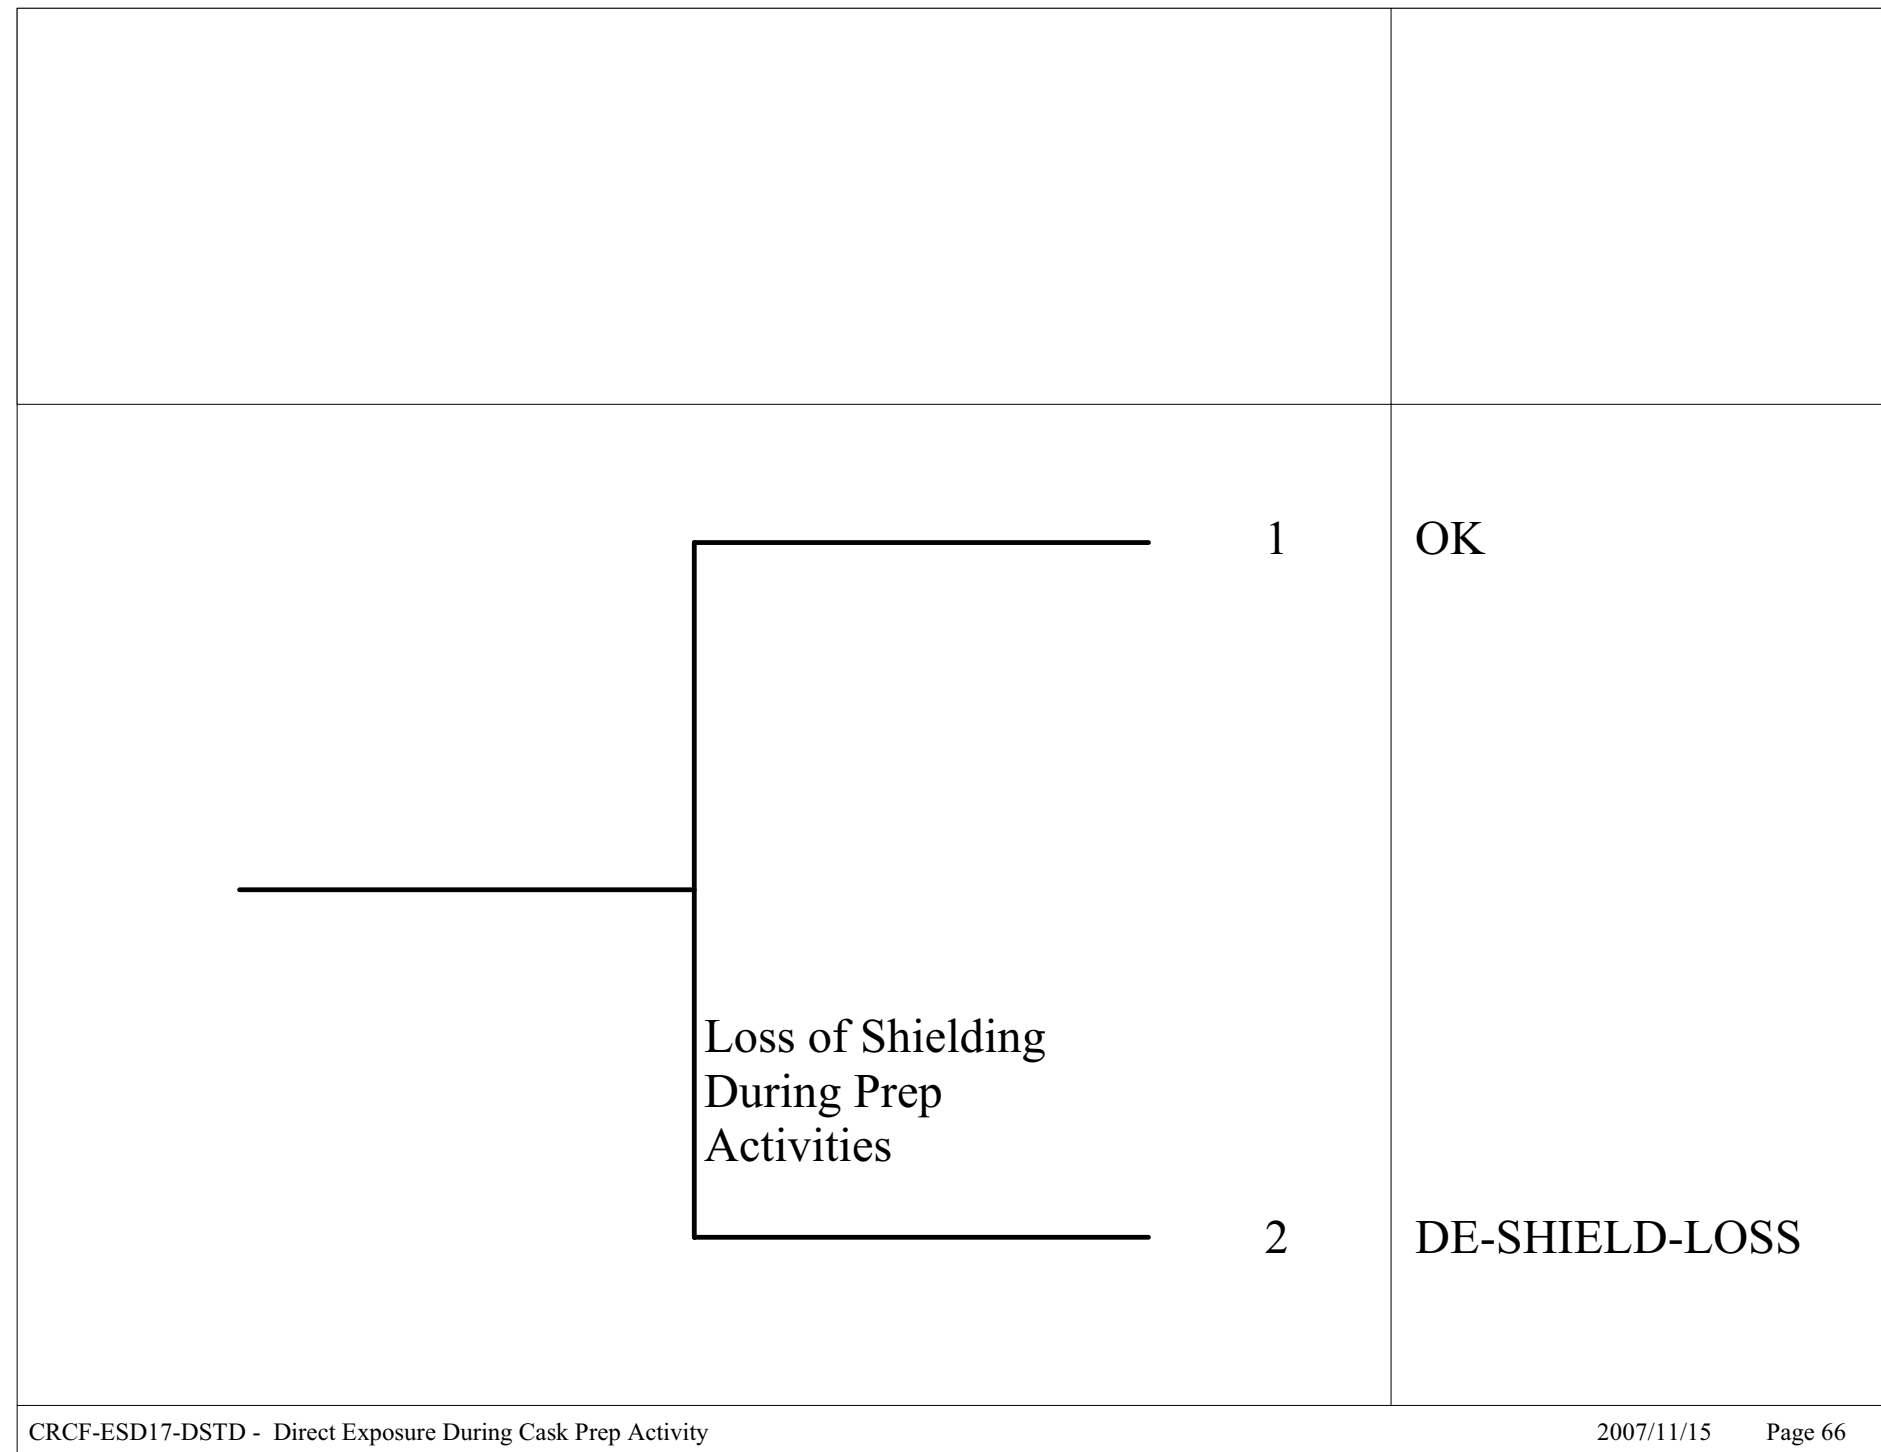 1 OK
Loss of Shielding
During Prep
Activities
2 DE-SHIELD-LOSS
CRCF-ESD17-DSTD - Direct Exposure During Cask Prep Activity 2007/11/15 Page 66